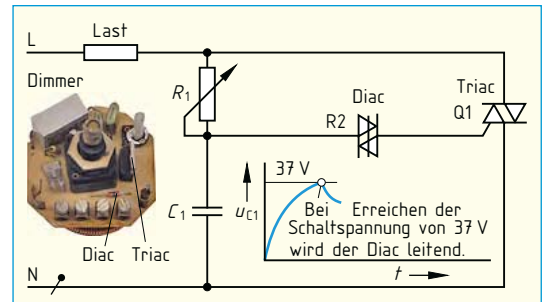 L
Last
Dimmer
R1
Diac
R2
Triac
Q1
37 V
uC1
C1
Bei Erreichen der
Schaltspannung von 37 V
wird der Diac leitend.
Diac Triac
t
N